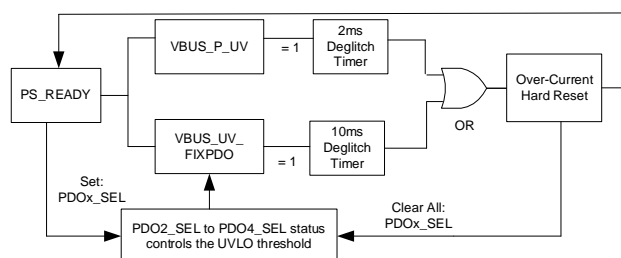 VBUS_P_UV
= 1
2ms
Deglitch
Timer
PS_READY
Over-Current
Hard Reset
VBUS_UV_
FIXPDO
= 1
10ms
Deglitch
Timer
OR
Set:
PDOx_SEL
Clear All:
PDOx_SEL
PDO2_SEL to PDO4_SEL status
controls the UVLO threshold